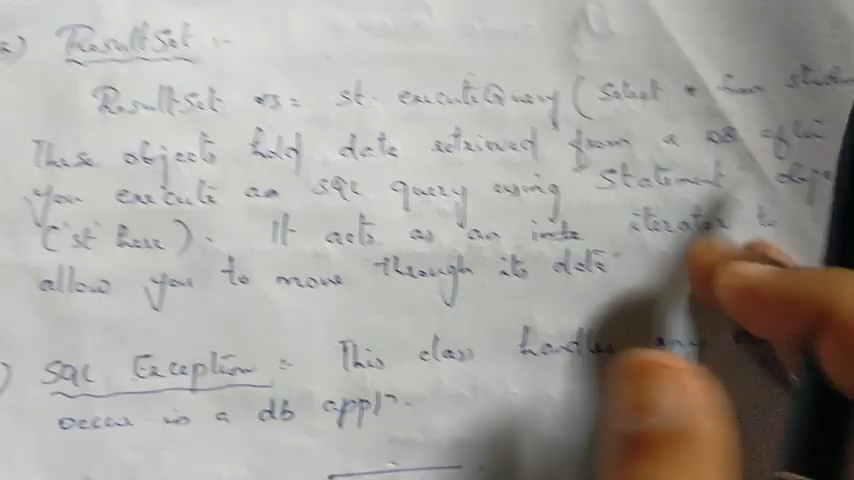 ResultSet :-
ResultSet rs = st. executeQuery( Select * from
These objects hold data retrieved from a DB after
you execute an SQL query using "Statement"
('st' here). It acts as an iterator to
allow you to move through its data
SQL Exception :- This class handles any
occur in a db appln.